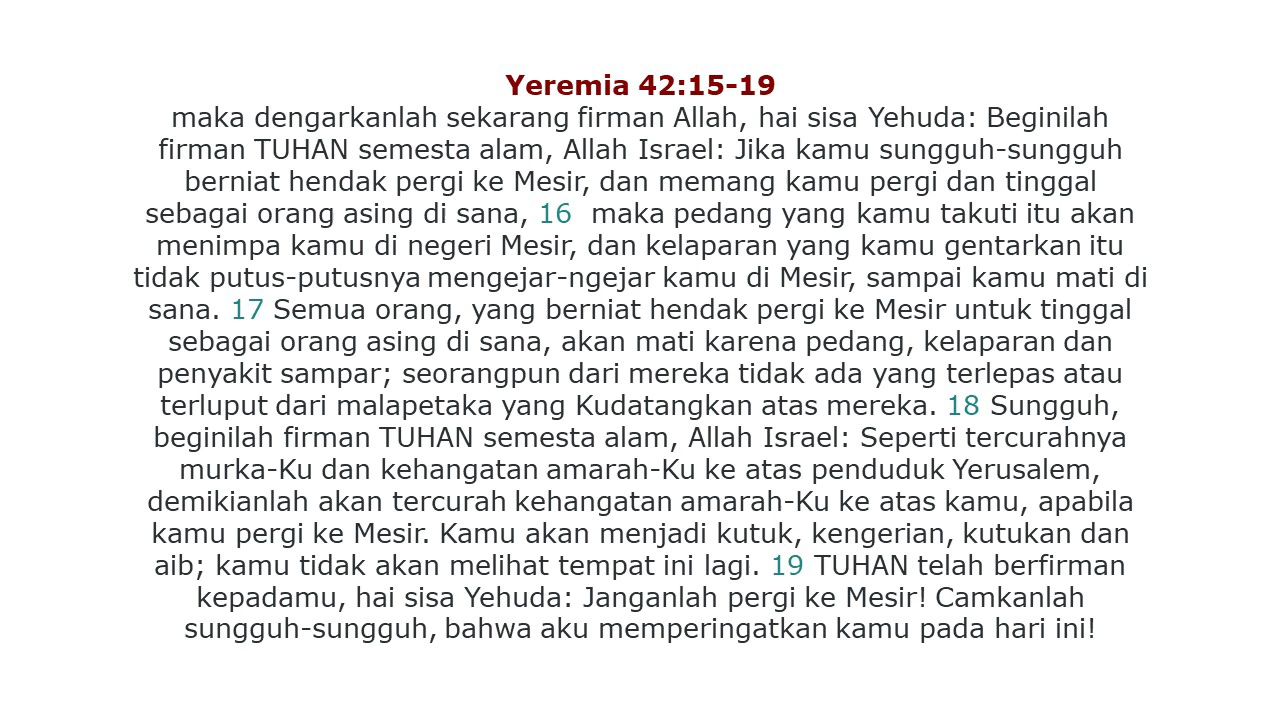 Yeremia 42:15-19
maka dengarkanlah sekarang firman Allah, hai sisa Yehuda: Beginilah
firman TUHAN semesta alam, Allah Israel: Jika kamu sungguh-sungguh
berniat hendak pergi ke Mesir, dan memang kamu pergi dan tinggal
sebagai orang asing di sana, 16 maka pedang yang kamu takuti itu akan
menimpa kamu di negeri Mesir, dan kelaparan yang kamu gentarkan itu
tidak putus-putusnya mengejar-ngejar kamu di Mesir, sampai kamu mati di
sana. 17 Semua orang, yang berniat hendak pergi ke Mesir untuk tinggal
sebagai orang asing di sana, akan mati karena pedang, kelaparan dan
penyakit sampar; seorangpun dari mereka tidak ada yang terlepas atau
terluput dari malapetaka yang Kudatangkan atas mereka. 18 Sungguh,
beginilah firman TUHAN semesta alam, Allah Israel: Seperti tercurahnya
murka-Ku dan kehangatan amarah-Ku ke atas penduduk Yerusalem,
demikianlah akan tercurah kehangatan amarah-Ku ke atas kamu, apabila
kamu pergi ke Mesir. Kamu akan menjadi kutuk, kengerian, kutukan dan
aib; kamu tidak akan melihat tempat ini lagi. 19 TUHAN telah berfirman
kepadamu, hai sisa Yehuda: Janganlah pergi ke Mesir! Camkanlah
sungguh-sungguh, bahwa aku memperingatkan kamu pada hari ini!